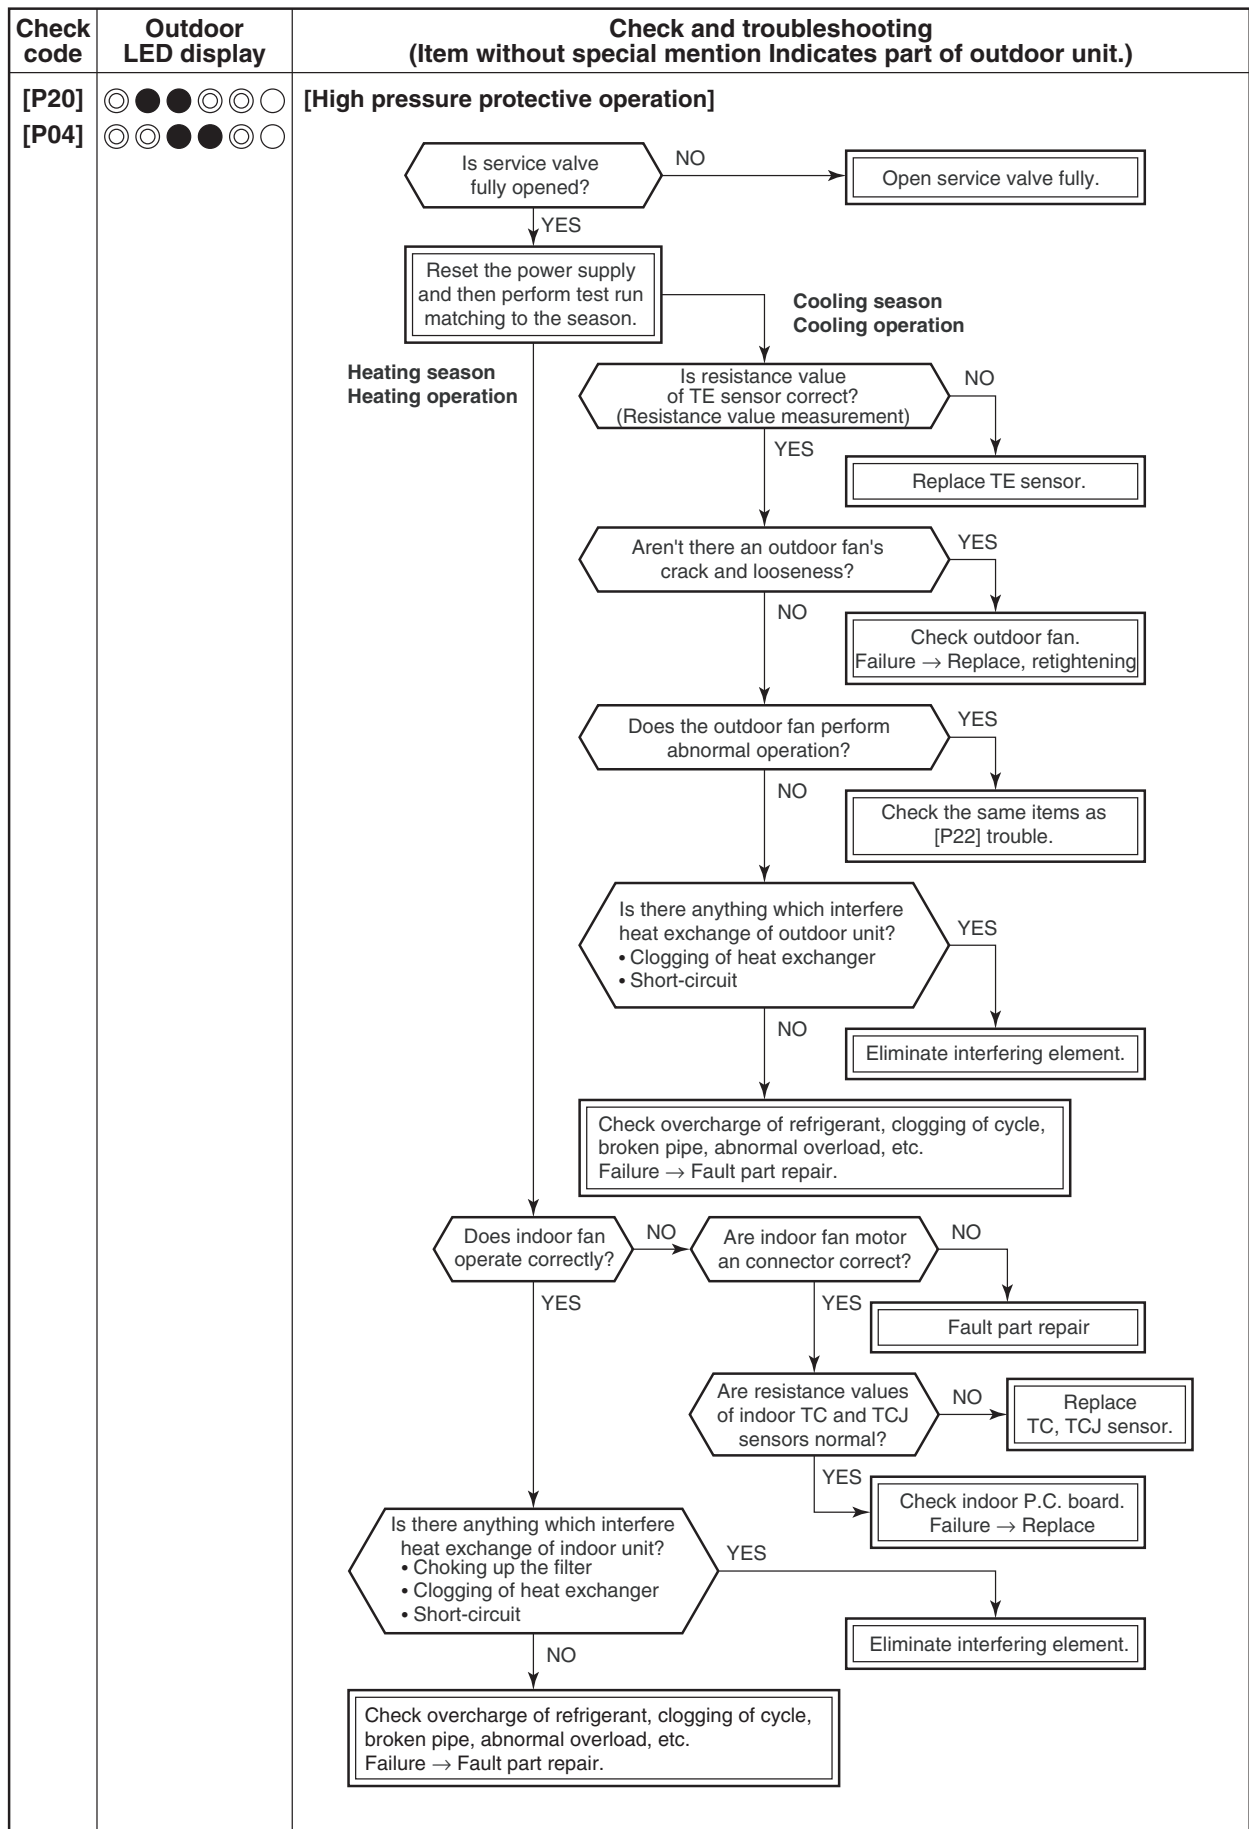 Check code
Outdoor LED display
Check and troubleshooting
(Item without special mention Indicates part of outdoor unit.)
[P20]
[P04]
[High pressure protective operation]
Is service valve
fully opened?
NO
Open service valve fully.
YES
Reset the power supply
and then perform test run
matching to the season.
Cooling season
Cooling operation
Heating season
Heating operation
Is resistance value
of TE sensor correct?
(Resistance value measurement)
NO
YES
Replace TE sensor.
Aren't there an outdoor fan's
crack and looseness?
YES
NO
Check outdoor fan.
Failure → Replace, retightening
Does the outdoor fan perform
abnormal operation?
YES
NO
Check the same items as
[P22] trouble.
Is there anything which interfere
heat exchange of outdoor unit?
• Clogging of heat exchanger
• Short-circuit
YES
NO
Eliminate interfering element.
Check overcharge of refrigerant, clogging of cycle,
broken pipe, abnormal overload, etc.
Failure → Fault part repair.
Does indoor fan
operate correctly?
NO
Are indoor fan motor
an connector correct?
NO
YES
YES
Fault part repair
Are resistance values
of indoor TC and TCJ
sensors normal?
NO
Replace
TC, TCJ sensor.
YES
Check indoor P.C. board.
Failure → Replace
Is there anything which interfere
heat exchange of indoor unit?
• Choking up the filter
• Clogging of heat exchanger
• Short-circuit
YES
Eliminate interfering element.
NO
Check overcharge of refrigerant, clogging of cycle,
broken pipe, abnormal overload, etc.
Failure → Fault part repair.